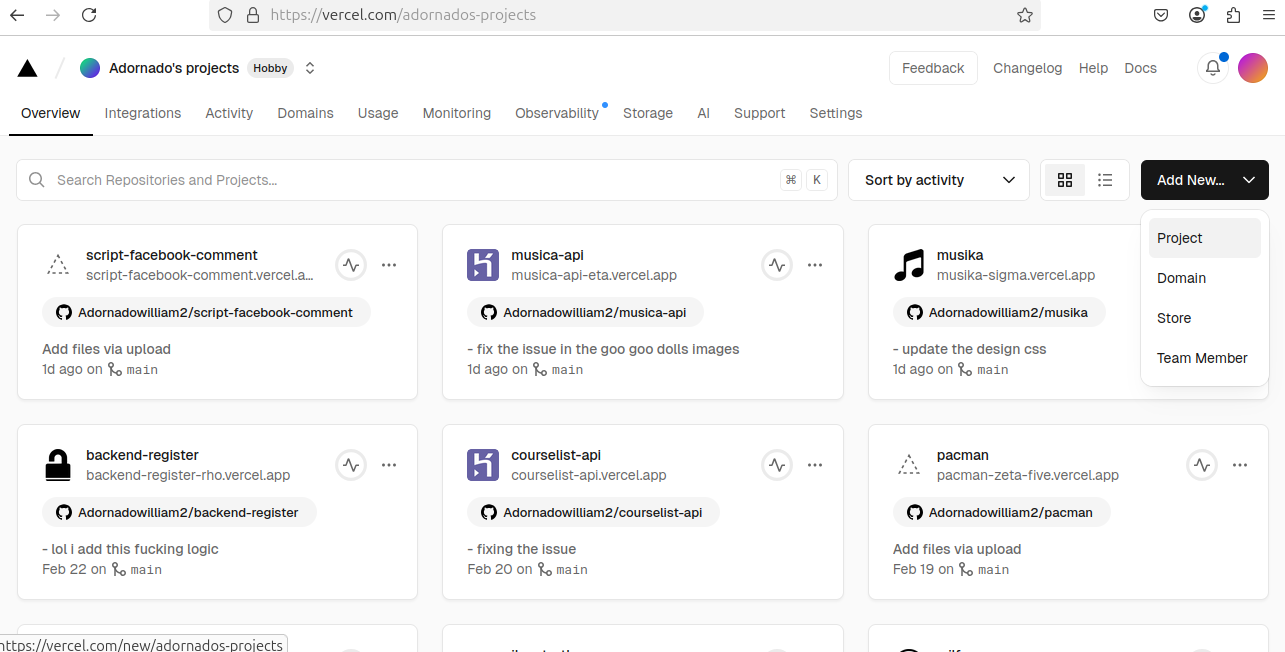 https://vercel.com/adornados-projects
Adornado's projects Hobby Feedback Changelog Help Docs
Overview Integrations Activity Domains Usage Monitoring Observability Storage AI Support Settings
Search Repositories and Projects... ⌘ K Sort by activity Add New...
Project
Domain
Store
Team Member
script-facebook-comment
script-facebook-comment.vercel.a...
Adornadowilliam2/script-facebook-comment
Add files via upload
1d ago on main
musica-api
musica-api-eta.vercel.app
Adornadowilliam2/musica-api
- fix the issue in the goo goo dolls images
1d ago on main
musika
musika-sigma.vercel.app
Adornadowilliam2/musika
- update the design css
1d ago on main
backend-register
backend-register-rho.vercel.app
Adornadowilliam2/backend-register
- lol i add this fucking logic
Feb 22 on main
courselist-api
courselist-api.vercel.app
Adornadowilliam2/courselist-api
- fixing the issue
Feb 20 on main
pacman
pacman-zeta-five.vercel.app
Adornadowilliam2/pacman
Add files via upload
Feb 19 on main
https://vercel.com/new/adornados-projects